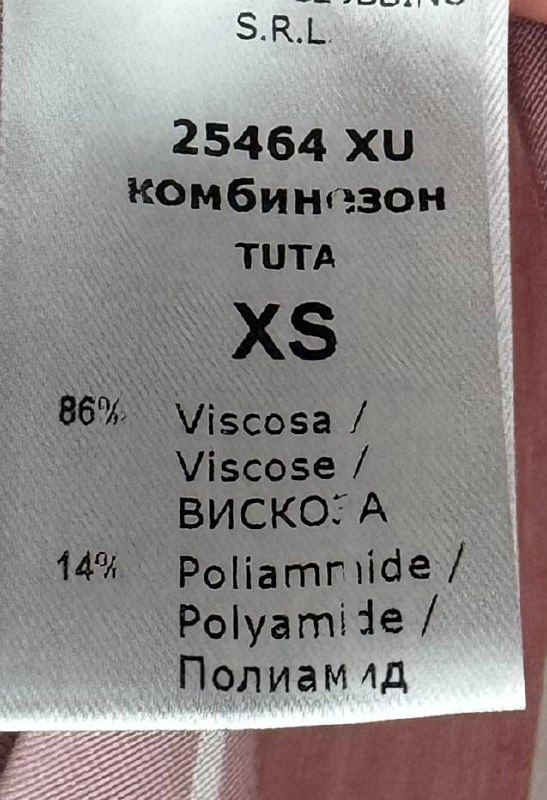 S.R.L.
25464 XU
комбинезон
TUTA
XS
86% Viscosa /
Viscose /
ВИСКОЗА
14% Poliammide /
Polyamide /
Полиамид